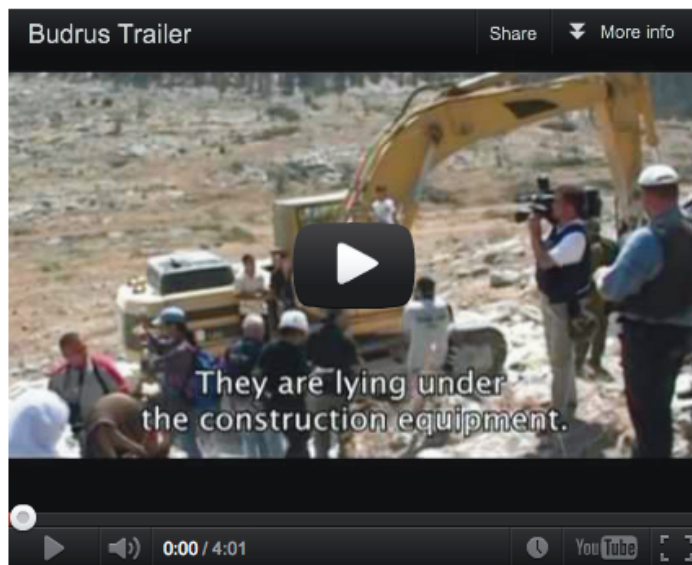 Budrus Trailer
Share
More info
They are lying under
the construction equipment.
0:00 / 4:01
YouTube